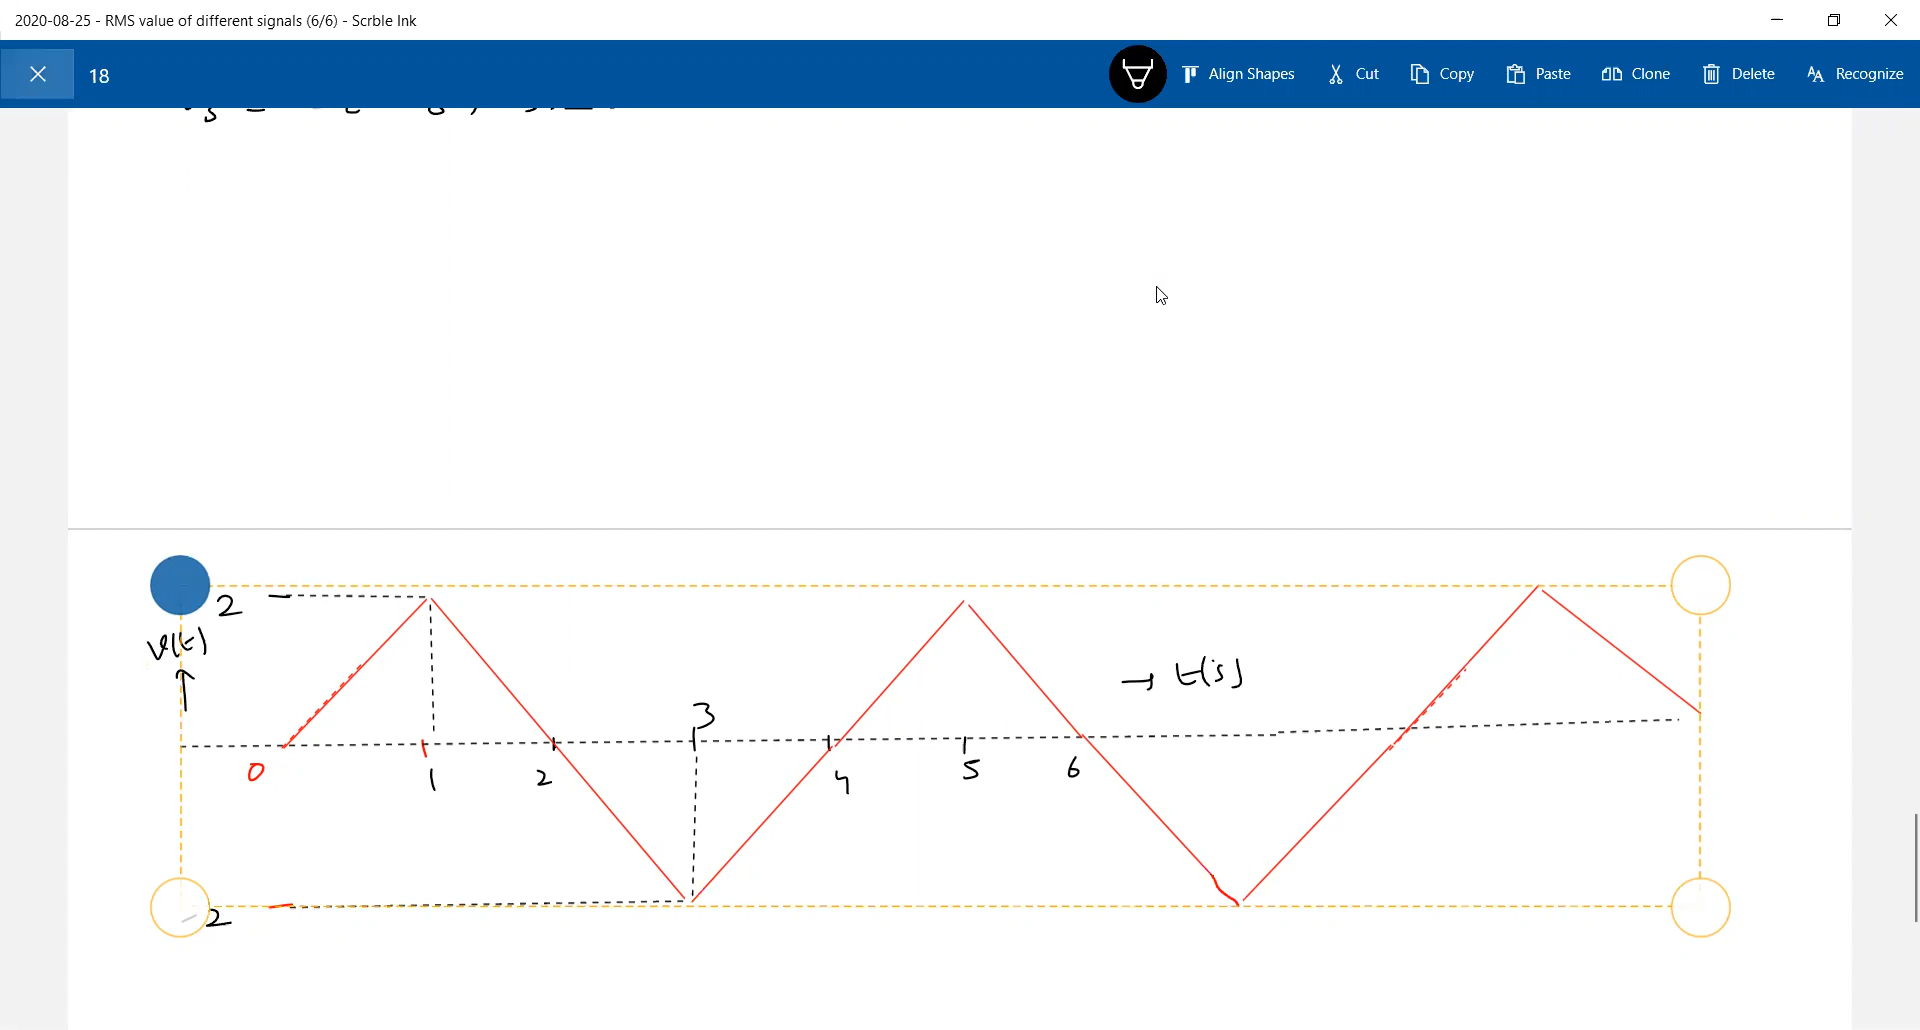 2020-08-25 - RMS value of different signals (6/6) - Scrble Ink
18
Align Shapes
Cut
Copy
Paste
Clone
Delete
Recognize
2
v(t)
↑
→ t(s)
3
0
1
2
4
5
6
-2